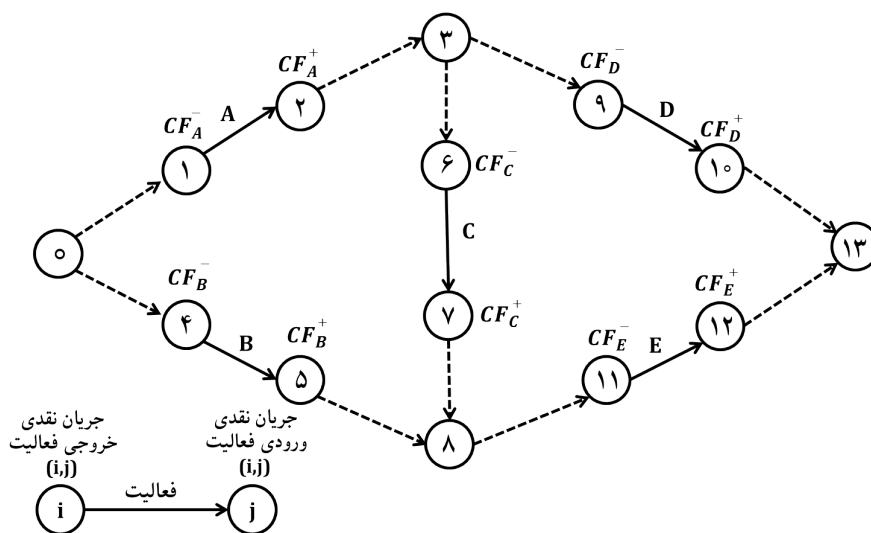 ۳
CF_A^+
CF_D^-
A
CF_A^-
۲
۹
D
CF_D^+
۱
۶
CF_C^-
۱۰
C
۰
۱۳
CF_B^-
CF_E^+
۴
CF_B^+
۷
CF_C^+
۱۲
B
CF_E^-
E
۵
۱۱
۸
جریان نقدی
خروجی فعالیت
(i,j)
جریان نقدی
ورودی فعالیت
(i,j)
فعالیت
i
j